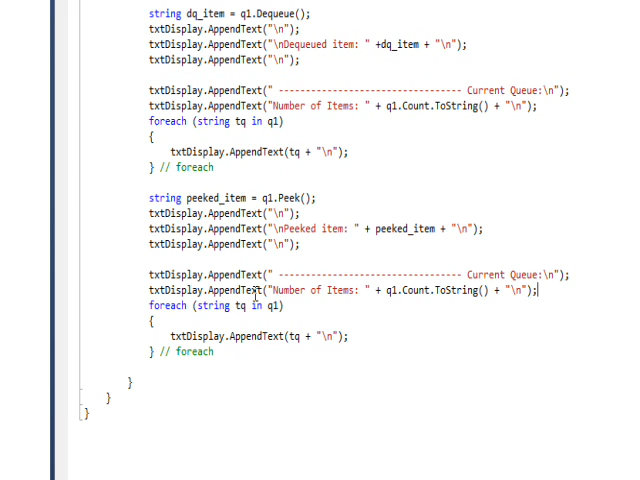 string dq_item = q1.Dequeue();
txtDisplay.AppendText("\n");
txtDisplay.AppendText("\nDequeued item: " +dq_item + "\n");
txtDisplay.AppendText("\n");
txtDisplay.AppendText(" ---------------------------------- Current Queue:\n");
txtDisplay.AppendText("Number of Items: " + q1.Count.ToString() + "\n");
foreach (string tq in q1)
{
txtDisplay.AppendText(tq + "\n");
} // foreach
string peeked_item = q1.Peek();
txtDisplay.AppendText("\n");
txtDisplay.AppendText("\nPeeked item: " + peeked_item + "\n");
txtDisplay.AppendText("\n");
txtDisplay.AppendText(" ---------------------------------- Current Queue:\n");
txtDisplay.AppendText("Number of Items: " + q1.Count.ToString() + "\n");
foreach (string tq in q1)
{
txtDisplay.AppendText(tq + "\n");
} // foreach
}
}
}